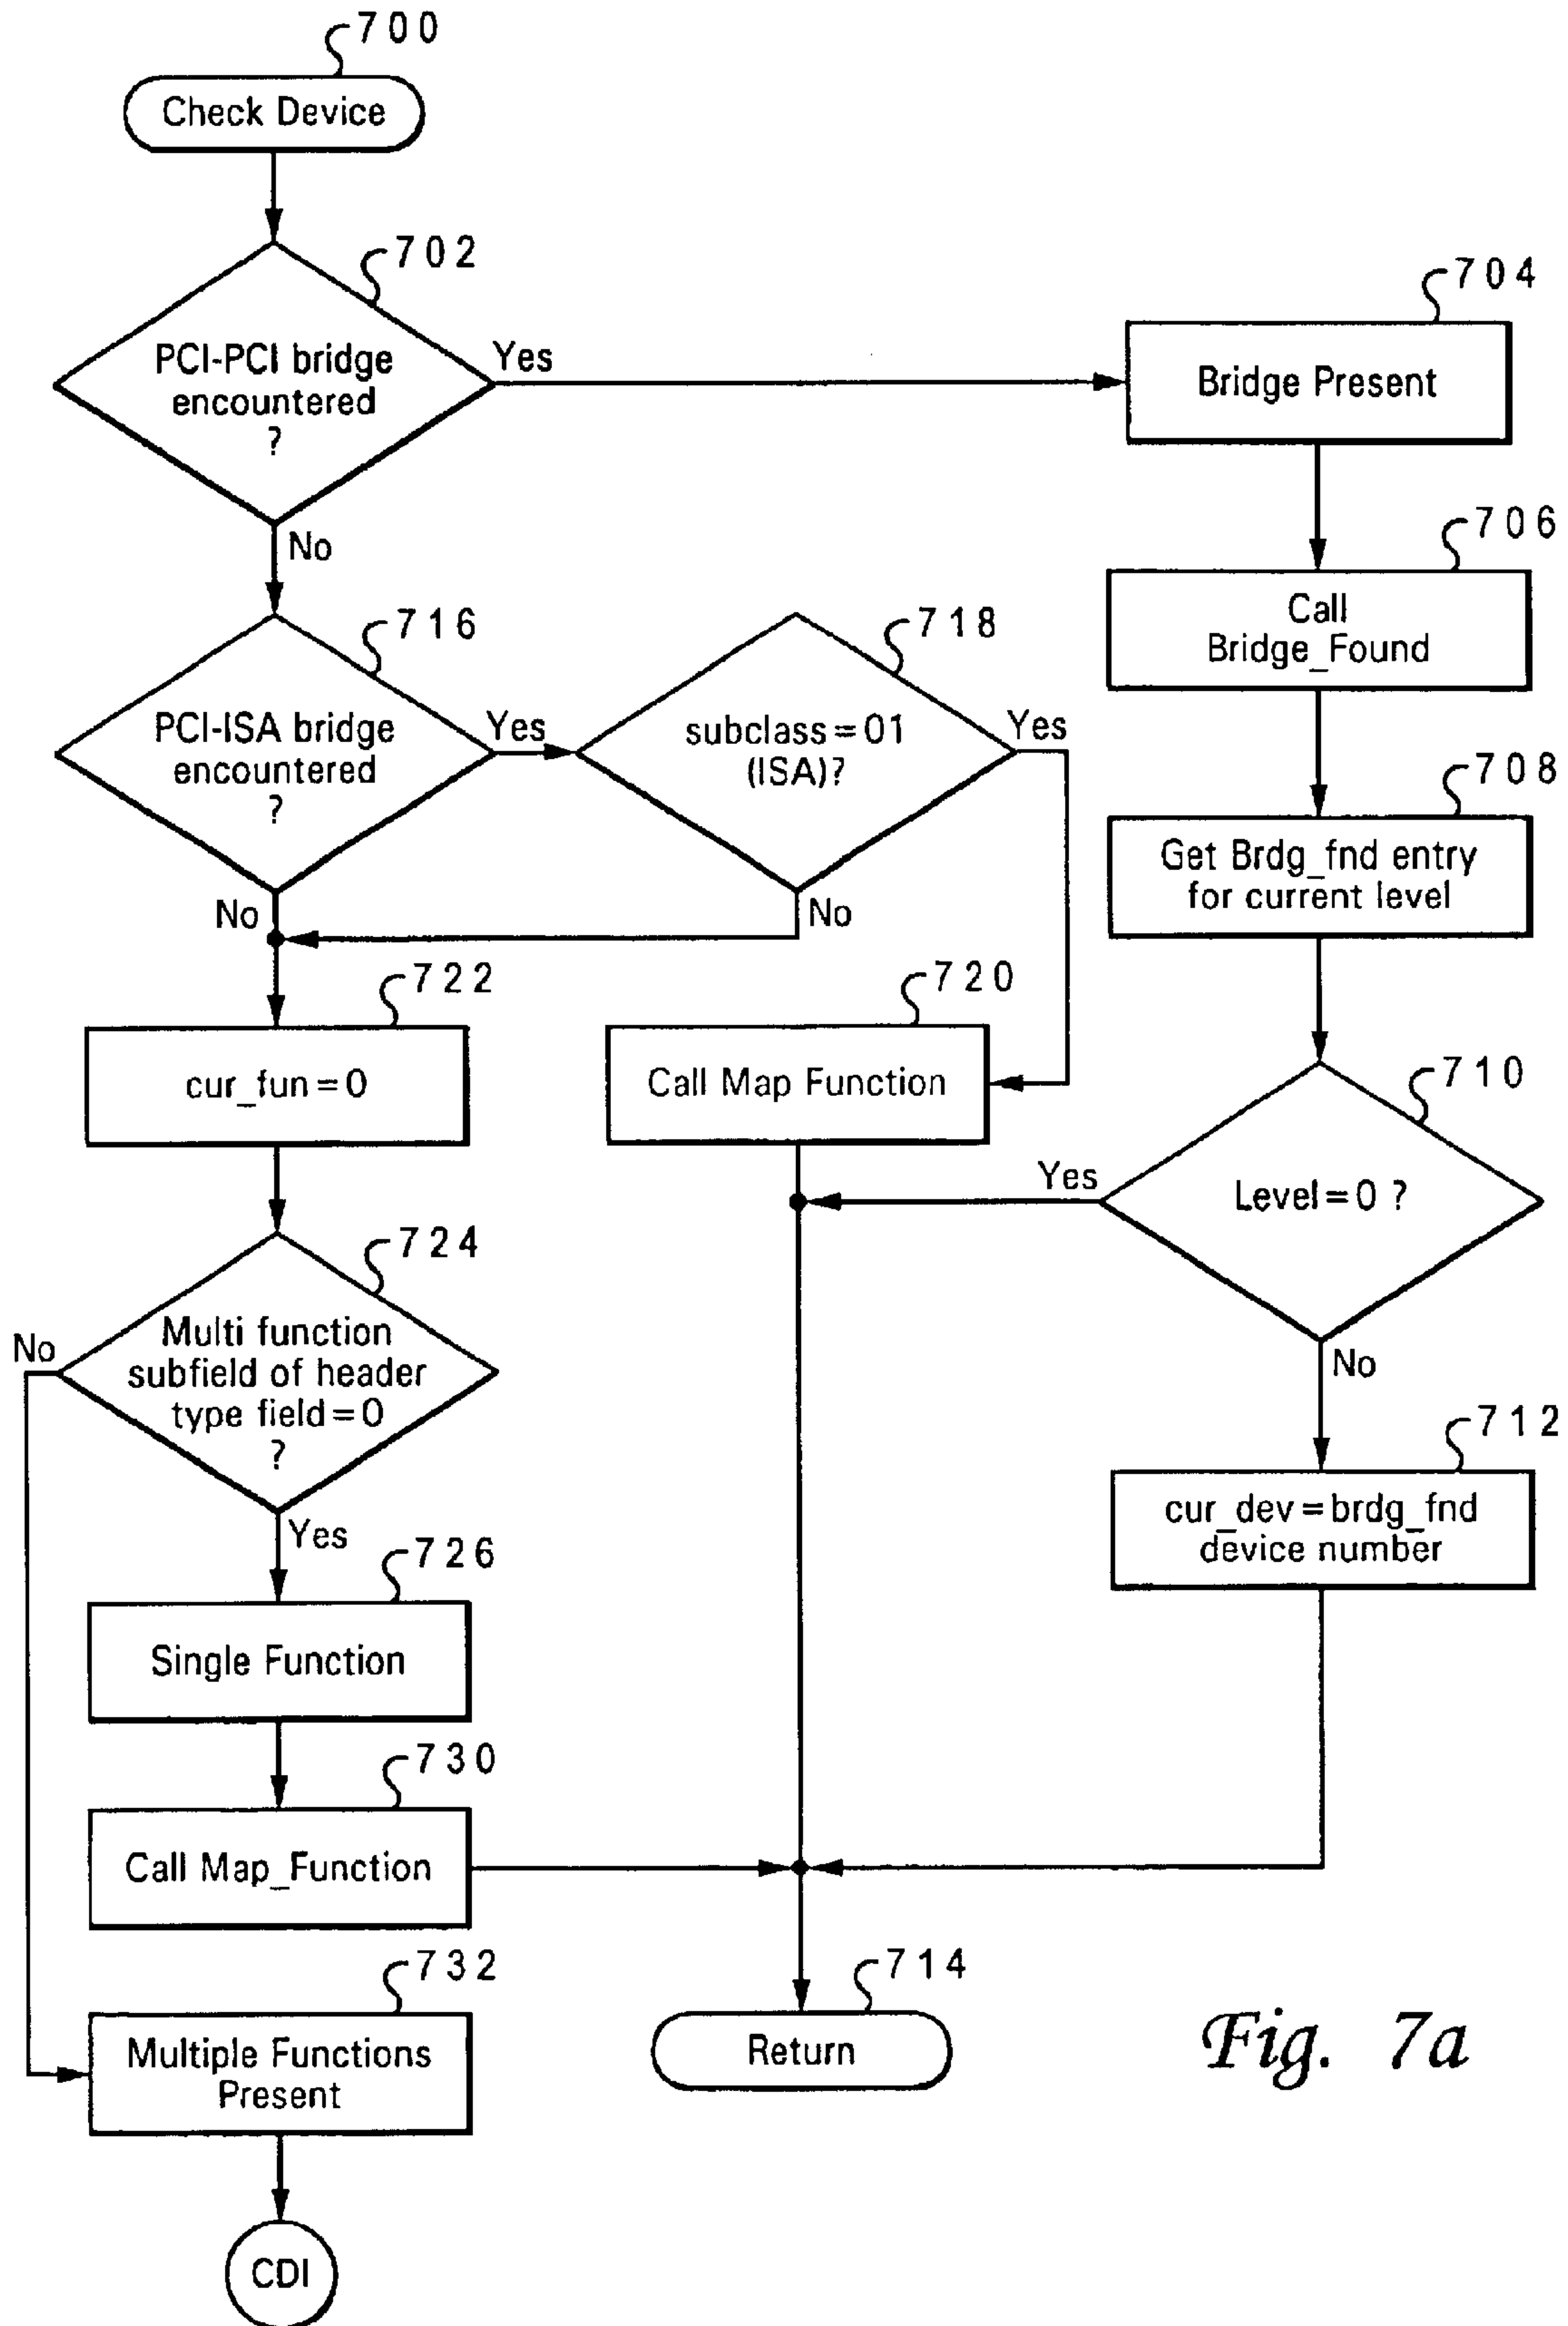 700
Check Device
702
PCI-PCI bridge
encountered
?
Yes
No
704
Bridge Present
706
Call
Bridge_Found
708
Get Brdg_fnd entry
for current level
710
Level=0 ?
Yes
No
712
cur_dev=brdg_fnd
device number
716
PCI-ISA bridge
encountered
?
Yes
No
718
subclass=01
(ISA)?
Yes
No
720
Call Map Function
722
cur_fun=0
724
Multi function
subfield of header
type field=0
?
No
Yes
726
Single Function
730
Call Map_Function
732
Multiple Functions
Present
CDI
714
Return
Fig. 7a